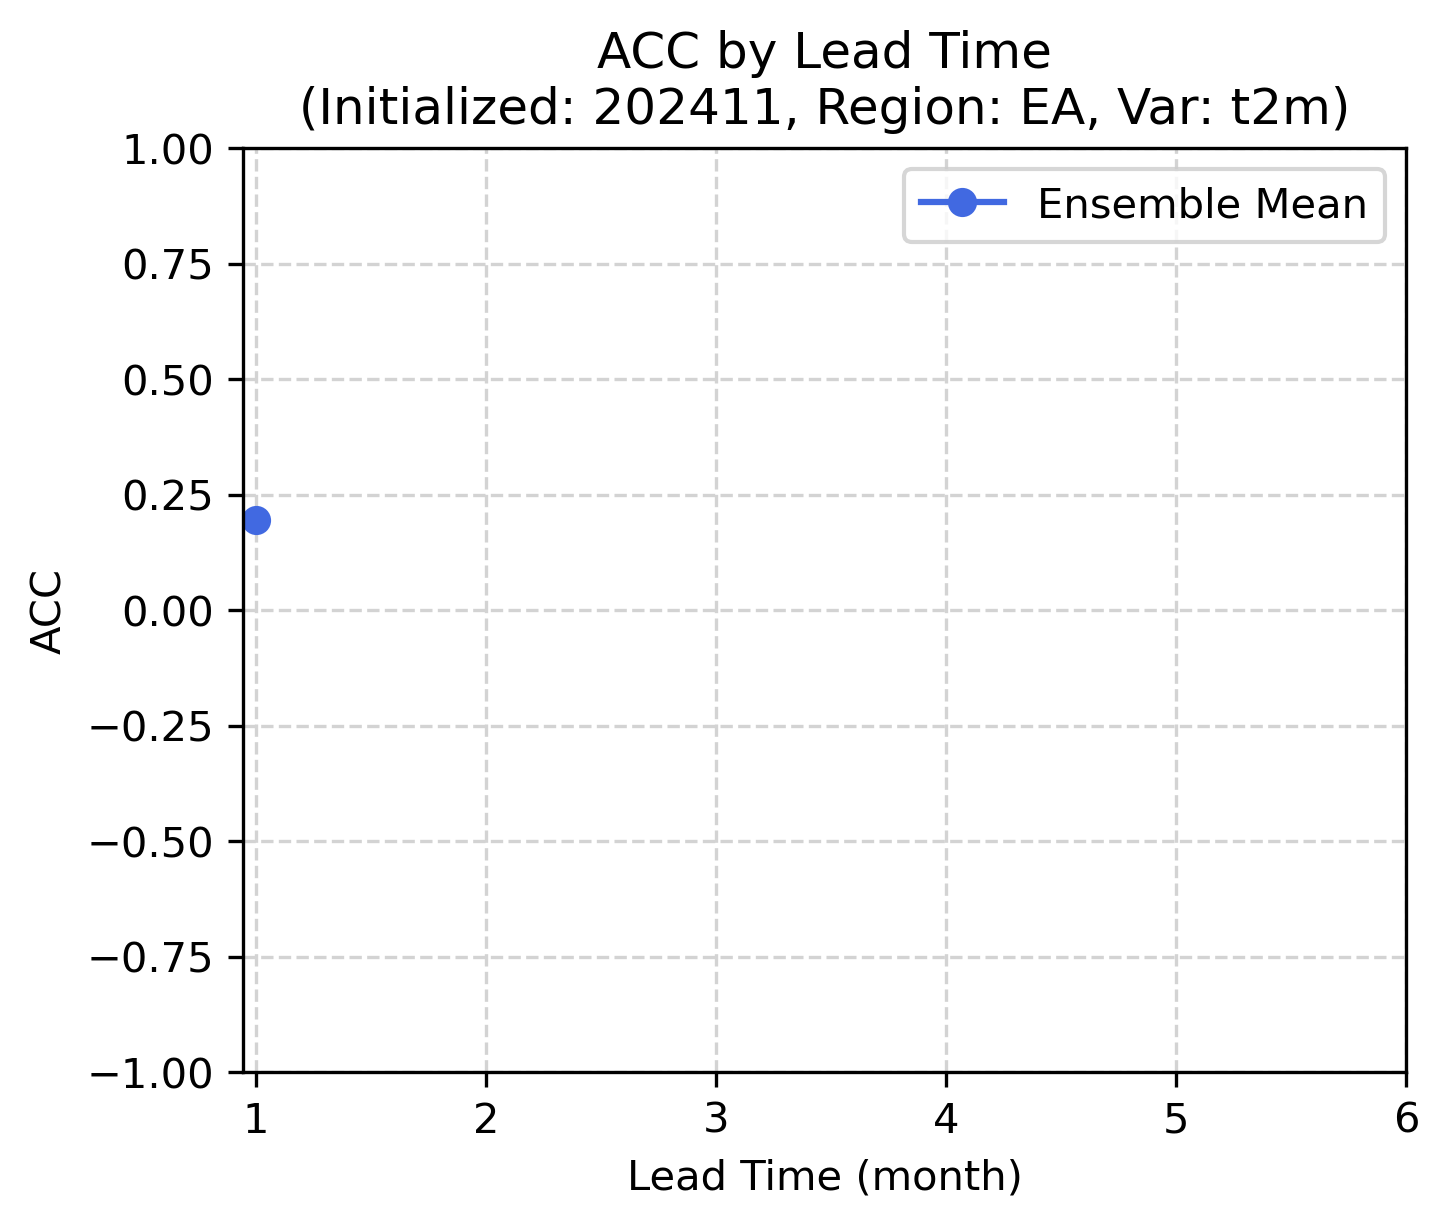 ACC by Lead Time
(Initialized: 202411, Region: EA, Var: t2m)
Ensemble Mean
1.00
0.75
0.50
0.25
0.00
−0.25
−0.50
−0.75
−1.00
ACC
1 2 3 4 5 6
Lead Time (month)